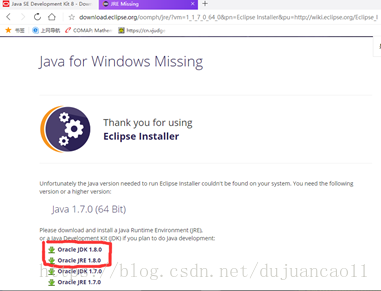 Java SE Development Kit 8 - Dow
JRE Missing
download.eclipse.org/oomph/jre/?vm=1_1_7_0_64_0&pn=Eclipse Installer&pu=http://wiki.eclipse.org/Eclipse_I
书签
上网导航
COMAP: Mathe
https://cn.vjudge
Java for Windows Missing
Thank you for using
Eclipse Installer
Unfortunately the Java version needed to run Eclipse Installer couldn't be found on your system. You need the following
version or a higher version:
Java 1.7.0 (64 Bit)
Please download and install a Java Runtime Environment (JRE),
or a Java Development Kit (JDK) if you plan to do Java development:
Oracle JDK 1.8.0
Oracle JRE 1.8.0
Oracle JDK 1.7.0
Oracle JRE 1.7.0
https://blog.csdn.net/dujuancao11